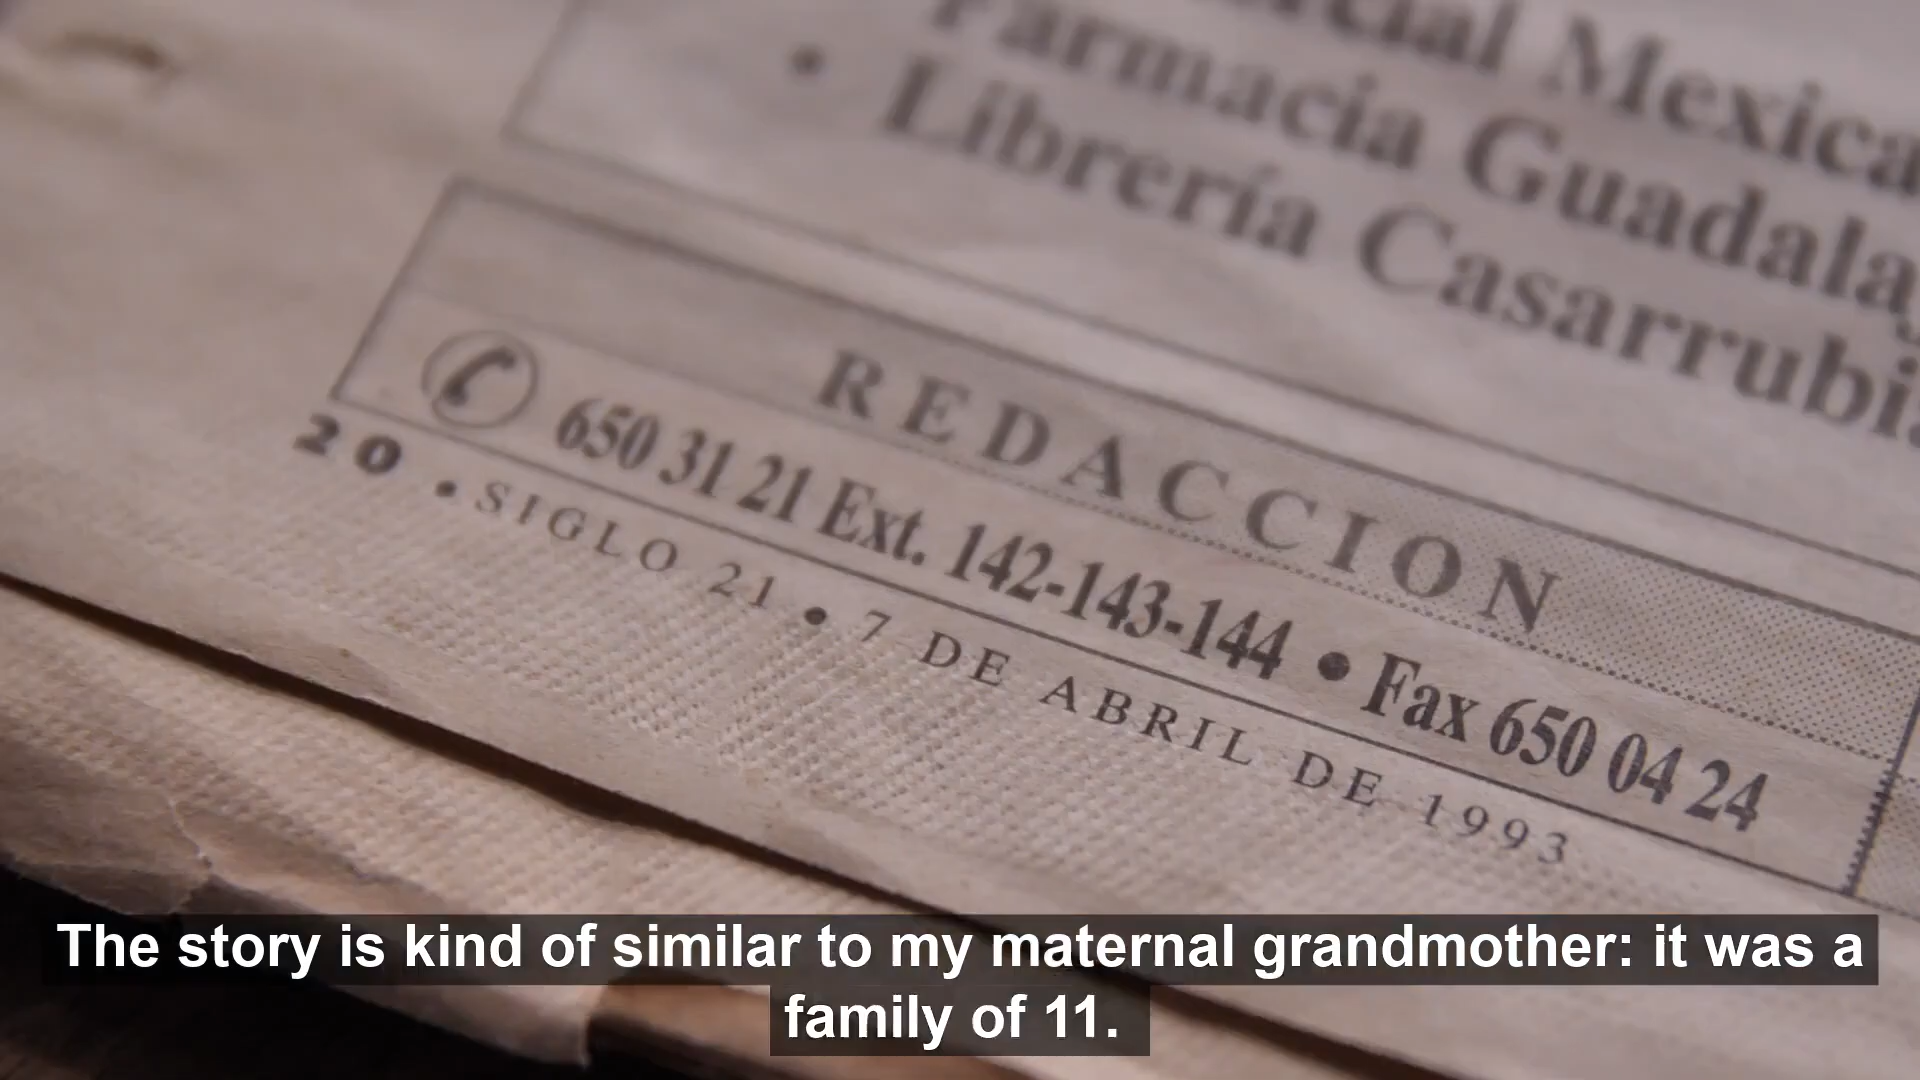 Mexica
Farmacia Guadalaj
• Librería Casarrubi
REDACCION
650 31 21 Ext. 142-143-144 • Fax 650 04 24
20 • SIGLO 21 • 7 DE ABRIL DE 1993
The story is kind of similar to my maternal grandmother: it was a
family of 11.